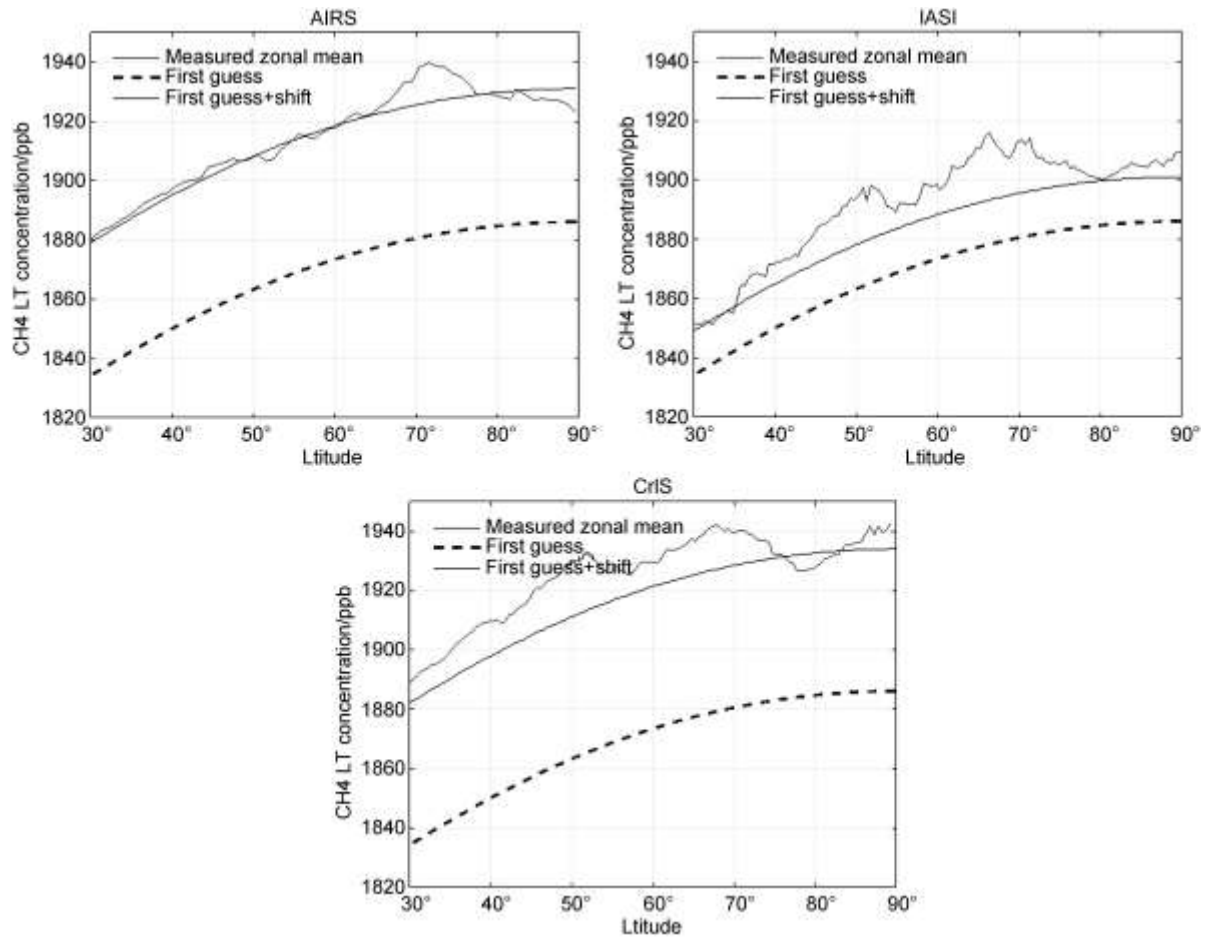 AIRS
CH4 LT concentration/ppb
1940
1920
1900
1880
1860
1840
1820
Measured zonal mean
First guess
First guess+shift
30° 40° 50° 60° 70° 80° 90°
Ltitude
IASI
CH4 LT concentration/ppb
1940
1920
1900
1880
1860
1840
1820
Measured zonal mean
First guess
First guess+shift
30° 40° 50° 60° 70° 80° 90°
Ltitude
CrIS
CH4 LT concentration/ppb
1940
1920
1900
1880
1860
1840
1820
Measured zonal mean
First guess
First guess+shift
30° 40° 50° 60° 70° 80° 90°
Ltitude